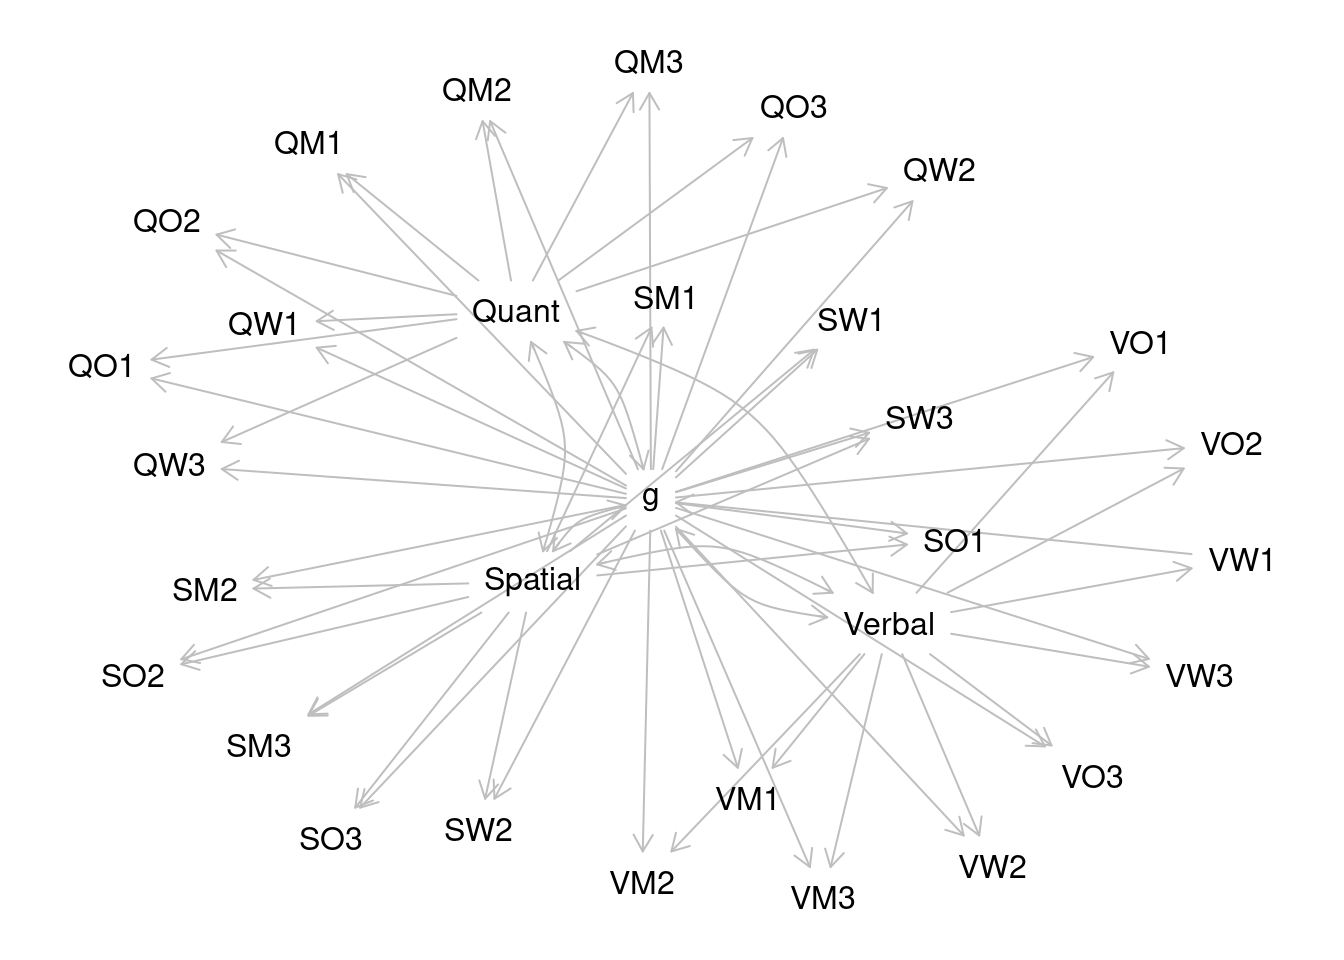 QM3
QM2
QO3
QM1
QW2
QO2
SM1
Quant
SW1
QW1
VO1
QO1
SW3
VO2
QW3
g
SO1
VW1
Spatial
SM2
Verbal
SO2
VW3
SM3
VO3
VM1
SW2
SO3
VW2
VM2
VM3